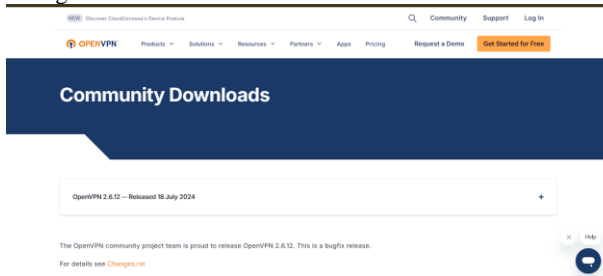 NEW Discover CloudConnexa's Device Posture
Community Support Log In
OPENVPN Products Solutions Resources Partners Apps Pricing Request a Demo Get Started for Free
Community Downloads
OpenVPN 2.6.12 -- Released 18 July 2024 +
Help
The OpenVPN community project team is proud to release OpenVPN 2.6.12. This is a bugfix release.
For details see Changes.rst